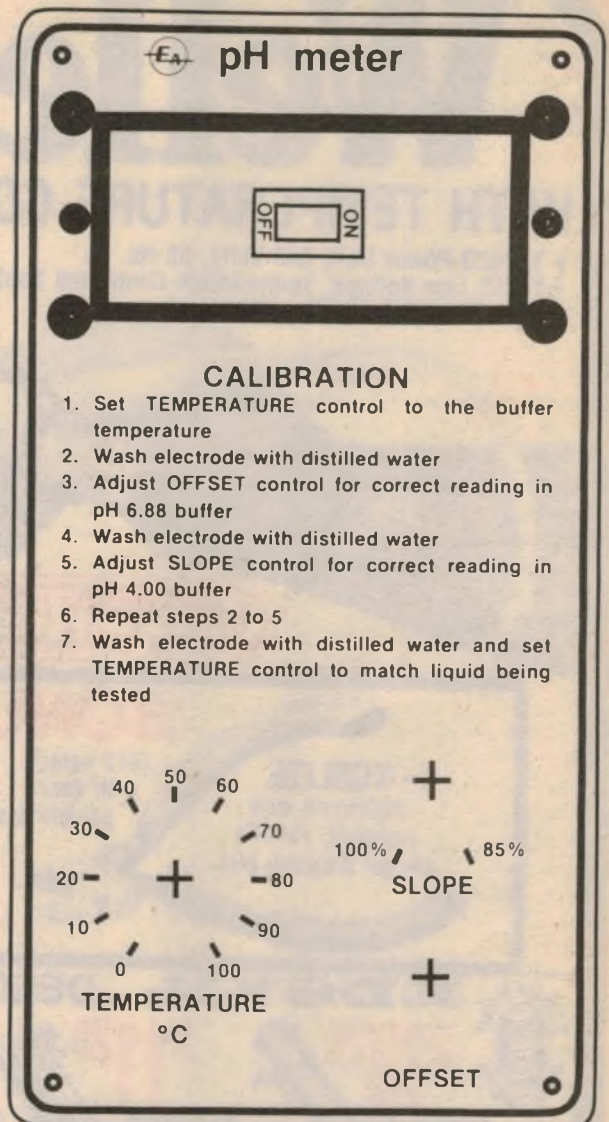 EA pH meter
OFF ON
CALIBRATION
1. Set TEMPERATURE control to the buffer
temperature
2. Wash electrode with distilled water
3. Adjust OFFSET control for correct reading in
pH 6.88 buffer
4. Wash electrode with distilled water
5. Adjust SLOPE control for correct reading in
pH 4.00 buffer
6. Repeat steps 2 to 5
7. Wash electrode with distilled water and set
TEMPERATURE control to match liquid being
tested
50
40 60
30 70
20 80
10 90
0 100
TEMPERATURE
°C
100% 85%
SLOPE
OFFSET